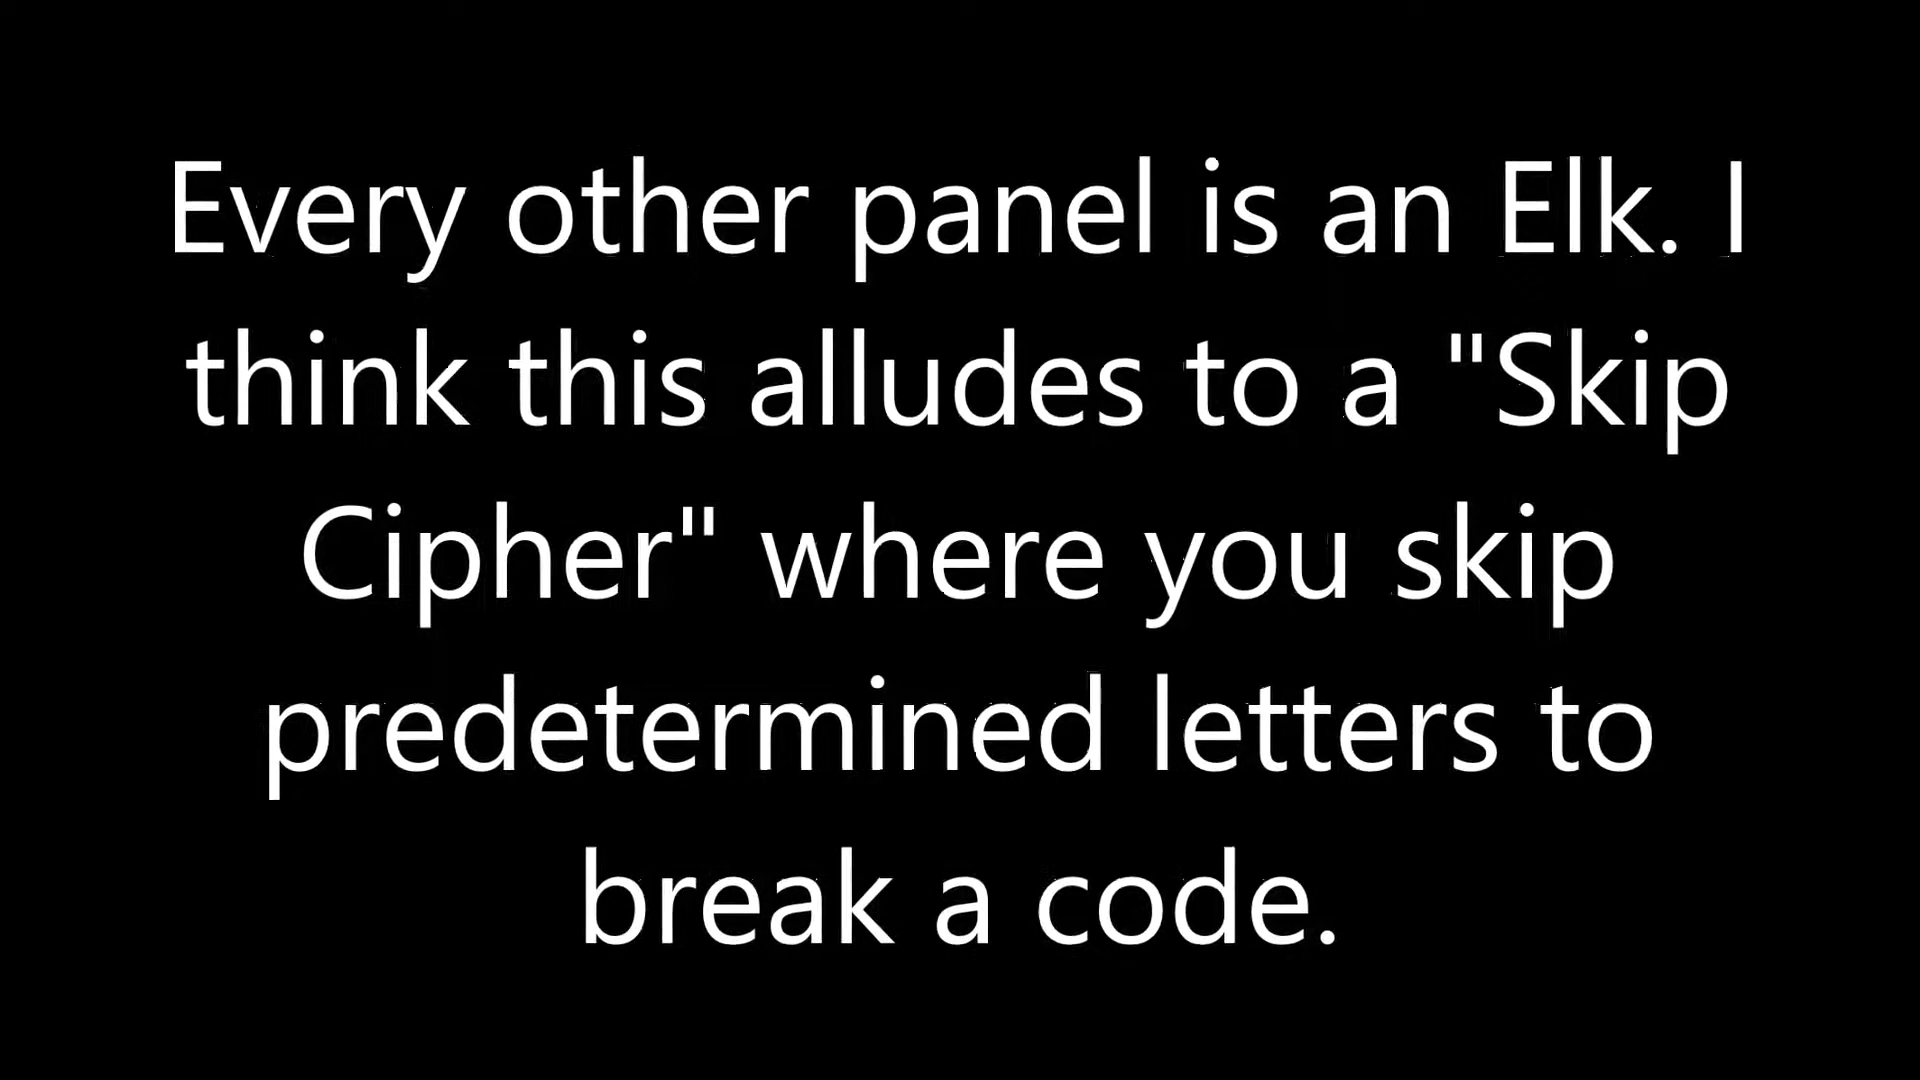 Every other panel is an Elk. I
think this alludes to a "Skip
Cipher" where you skip
predetermined letters to
break a code.